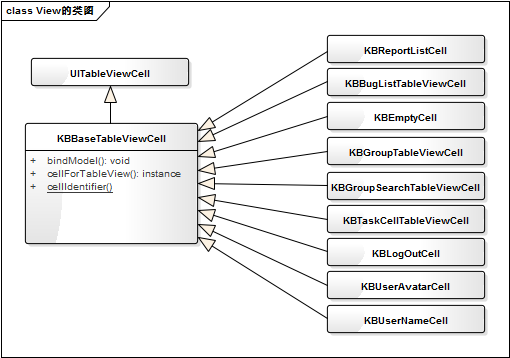 class View的类图
UITableViewCell
KBBaseTableViewCell
+ bindModel(): void
+ cellForTableView(): instance
+ cellIdentifier()
KBReportListCell
KBBugListTableViewCell
KBEmptyCell
KBGroupTableViewCell
KBGroupSearchTableViewCell
KBTaskCellTableViewCell
KBLogOutCell
KBUserAvatarCell
KBUserNameCell